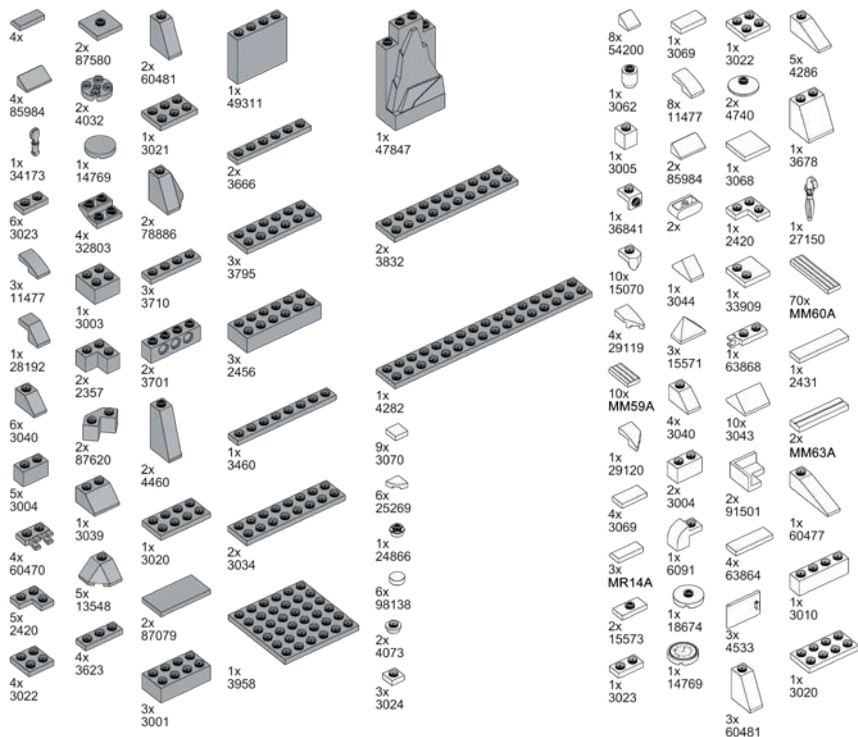 4x
4x
85984
1x
34173
6x
3023
3x
11477
1x
28192
6x
3040
5x
3004
4x
60470
5x
2420
4x
3022
2x
87580
2x
4032
1x
14769
4x
32803
1x
3003
2x
2357
2x
87620
1x
3039
5x
13548
4x
3623
2x
60481
1x
3021
2x
78886
3x
3710
2x
3701
2x
4460
1x
3020
2x
87079
3x
3001
1x
49311
2x
3666
3x
3795
3x
2456
1x
3460
2x
3034
1x
3958
1x
47847
2x
3832
1x
4282
9x
3070
6x
25269
1x
24866
6x
98138
2x
4073
3x
3024
8x
54200
1x
3062
1x
3005
1x
36841
10x
15070
4x
29119
10x
MM59A
1x
29120
4x
3069
3x
MR14A
2x
15573
1x
3023
1x
3069
8x
11477
2x
85984
2x
1x
3044
3x
15571
4x
3040
2x
3004
1x
6091
1x
18674
1x
14769
1x
3022
2x
4740
1x
3068
1x
2420
1x
33909
1x
63868
10x
3043
2x
91501
4x
63864
3x
4533
3x
60481
5x
4286
1x
3678
1x
27150
70x
MM60A
1x
2431
2x
MM63A
1x
60477
1x
3010
1x
3020